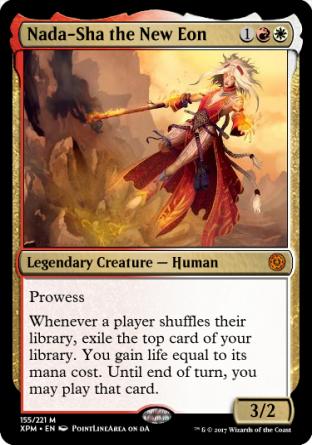 Nada-Sha the New Eon 1
Legendary Creature — Human
Prowess
Whenever a player shuffles their
library, exile the top card of your
library. You gain life equal to its
mana cost. Until end of turn, you
may play that card.
3/2
155/221 M
XPM • EN POINTLINEAREA ON DA
™ & © 2017 Wizards of the Coast